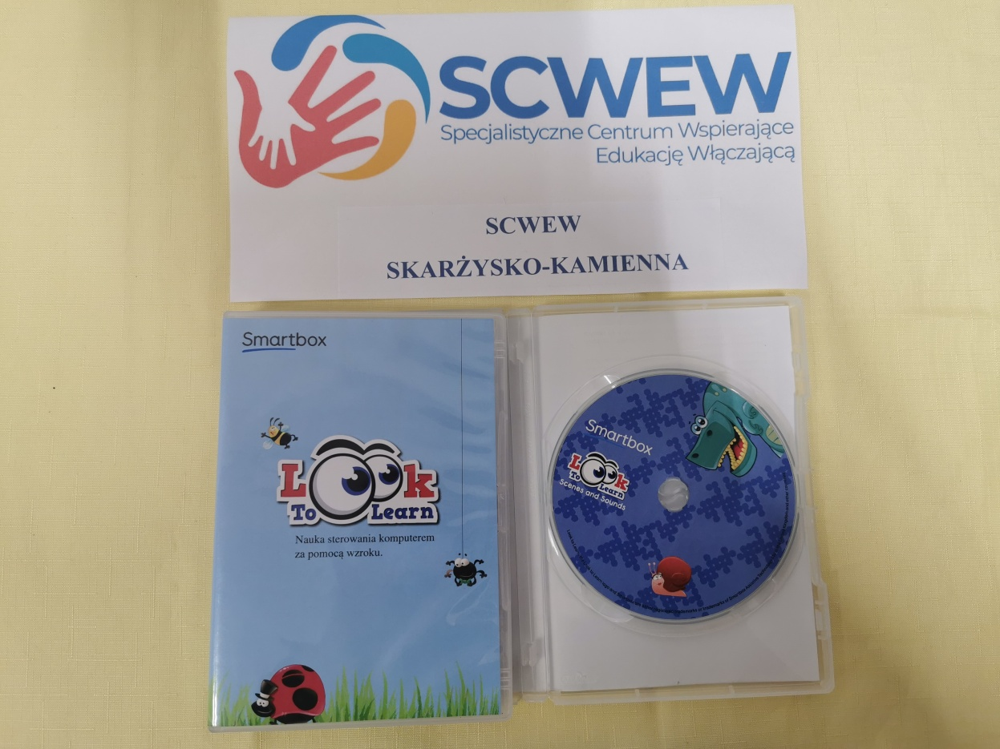 SCWEW
Specjalistyczne Centrum Wspierające
Edukację Włączającą
SCWEW
SKARŻYSKO-KAMIENNA
Smartbox
Look
To Learn
Nauka sterowania komputerem
za pomocą wzroku.
Smartbox
Look
To Learn
Scenes and Sounds